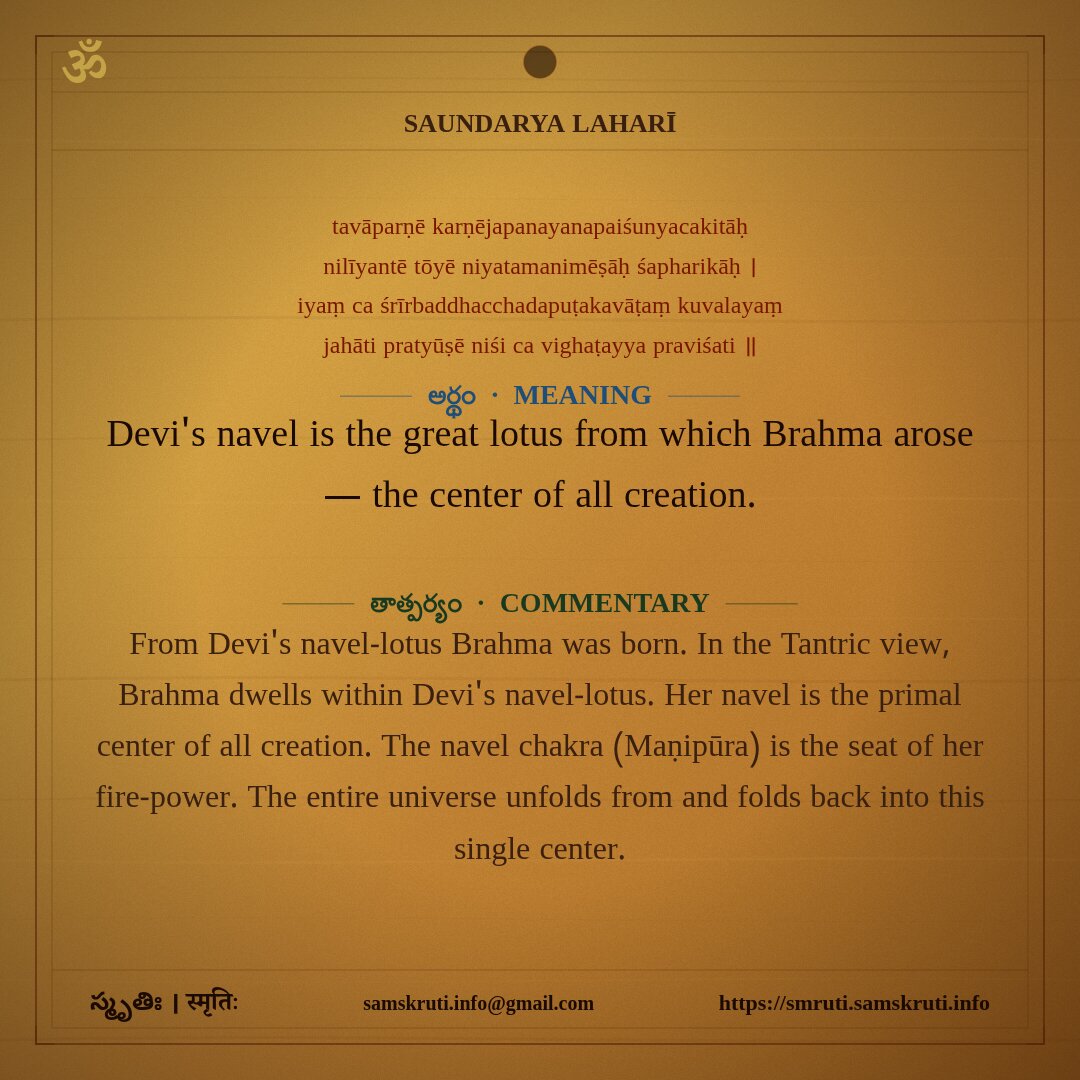 ॐ
SAUNDARYA LAHARĪ
tavāparṇē karṇējapanayanapaiśunyacakitāḥ
nilīyantē tōyē niyatamanimēṣāḥ śapharikāḥ |
iyaṃ ca śrīrbaddhacchadapuṭakavāṭaṃ kuvalayaṃ
jahāti pratyūṣē niśi ca vighaṭayya praviśati ||
అర్థం · MEANING
Devi's navel is the great lotus from which Brahma arose
— the center of all creation.
తాత్పర్యం · COMMENTARY
From Devi's navel-lotus Brahma was born. In the Tantric view,
Brahma dwells within Devi's navel-lotus. Her navel is the primal
center of all creation. The navel chakra (Maṇipūra) is the seat of her
fire-power. The entire universe unfolds from and folds back into this
single center.
స్మృతిః | स्मृतिः samskruti.info@gmail.com https://smruti.samskruti.info